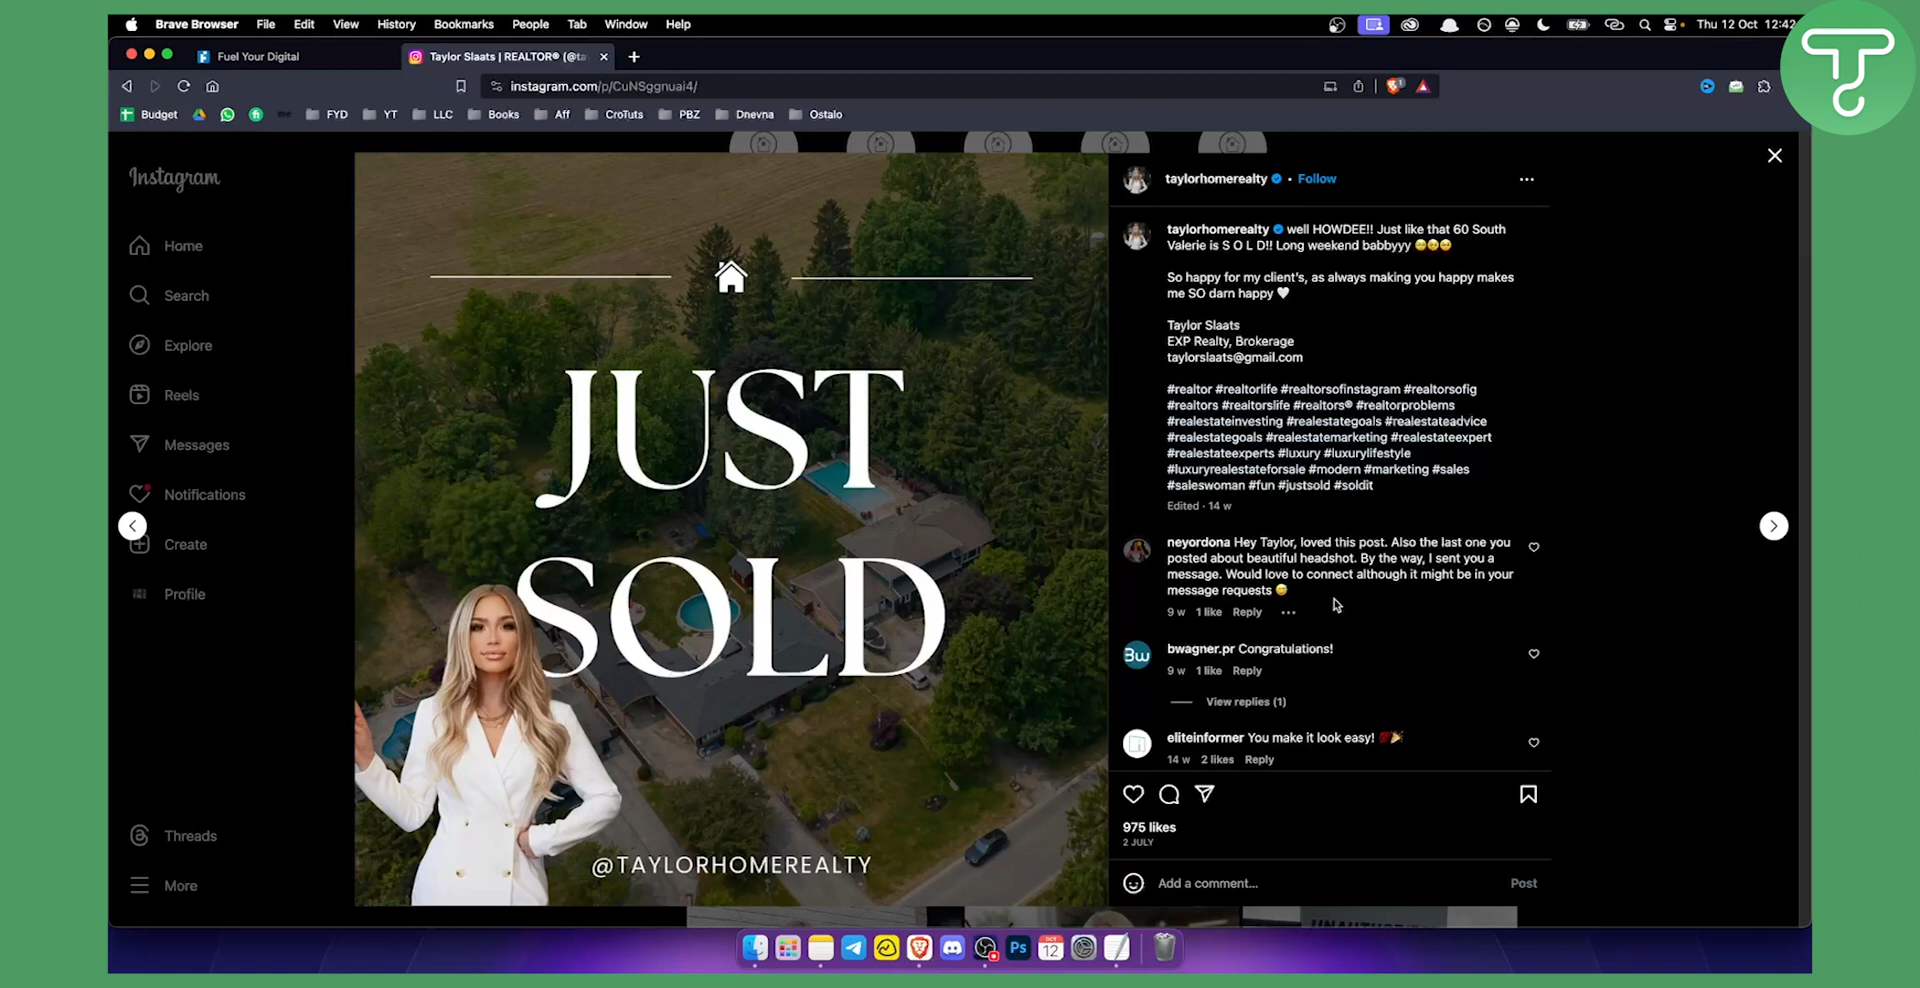 Brave Browser File Edit View History Bookmarks People Tab Window Help Thu 12 Oct 12:42
Fuel Your Digital
Taylor Slaats | REALTOR® (@ta
instagram.com/p/CuNSggnuai4/
Budget FYD YT LLC Books Aff CroTuts PBZ Dnevna Ostalo
Instagram
Home
Search
Explore
Reels
Messages
Notifications
Create
Profile
Threads
More
JUST
SOLD
@TAYLORHOMEREALTY
taylorhomerealty • Follow
taylorhomerealty well HOWDEE!! Just like that 60 South
Valerie is S O L D!! Long weekend babbyyy 🥹🥹🥹
So happy for my client's, as always making you happy makes
me SO darn happy 🤍
Taylor Slaats
EXP Realty, Brokerage
taylorslaats@gmail.com
#realtor #realtorlife #realtorsofinstagram #realtorsofig
#realtors #realtorslife #realtors® #realtorproblems
#realestateinvesting #realestategoals #realestateadvice
#realestategoals #realestatemarketing #realestateexpert
#realestateexperts #luxury #luxurylifestyle
#luxuryrealestateforsale #modern #marketing #sales
#saleswoman #fun #justsold #soldit
Edited · 14 w
neyordona Hey Taylor, loved this post. Also the last one you
posted about beautiful headshot. By the way, I sent you a
message. Would love to connect although it might be in your
message requests 😅
9 w 1 like Reply
Bw
bwagner.pr Congratulations!
9 w 1 like Reply
View replies (1)
eliteinformer You make it look easy! 💯🎉
14 w 2 likes Reply
975 likes
2 JULY
Add a comment... Post
Ps
OCT
12